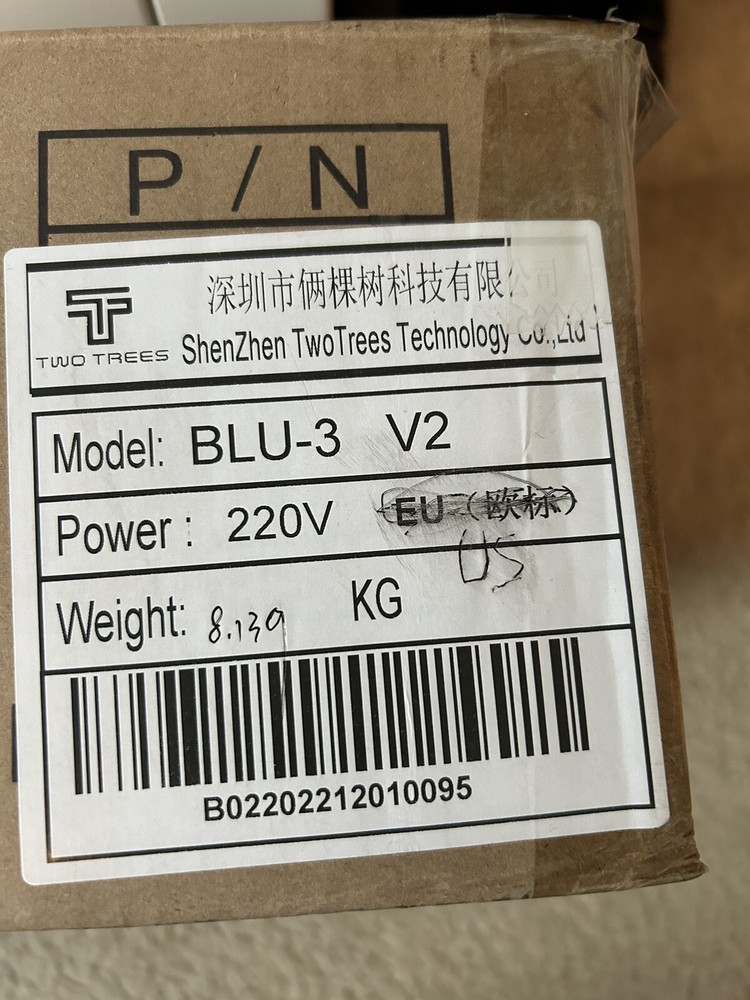 P / N
TWO TREES
深圳市俩棵树科技有限公司
ShenZhen TwoTrees Technology Co.,Ltd
Model: BLU-3 V2
Power : 220V EU (欧标)
US
Weight: 8.139 KG
B02202212010095